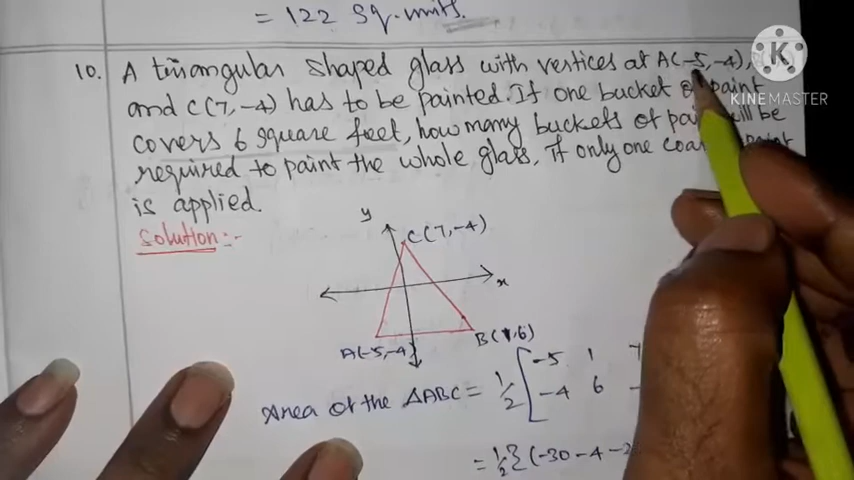 = 122 Sq.units.
10. A triangular shaped glass with vertices at A(-5,-4),
and C(7,-4) has to be painted. If one bucket of paint
KINEMASTER
covers 6 square feet, how many buckets of will be
required to paint the whole glass, if only one
is applied.
Solution:-
y
C(7,-4)
x
A(-5,-4) B(1,6)
Area of the ΔABC = 1/2 [ -5 1 7
-4 6 -
= 1/2 { (-30 -4 -2